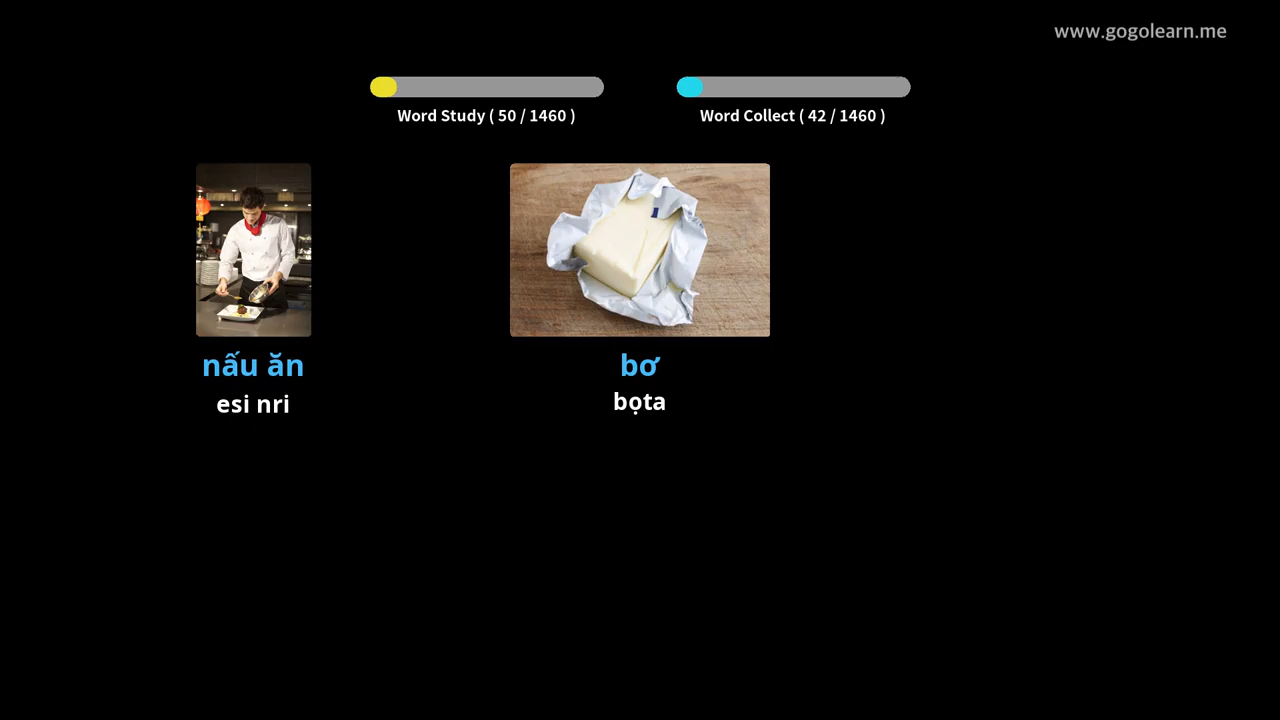 www.gogolearn.me
Word Study ( 50 / 1460 )
Word Collect ( 42 / 1460 )
nấu ăn
esi nri
bơ
bọta